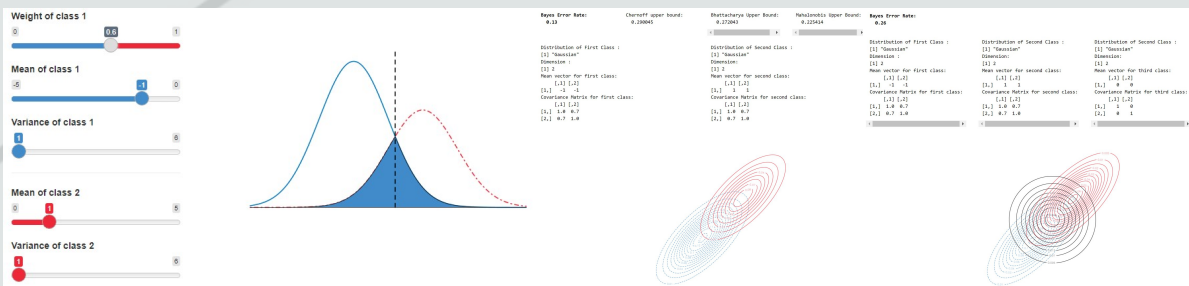 Weight of class 1
0 0.6 1
Mean of class 1
-5 -1 0
Variance of class 1
1 6
Mean of class 2
0 1 5
Variance of class 2
1 6
Bayes Error Rate: Chernoff upper bound: Bhattacharya Upper Bound: Mahalonobis Upper Bound:
0.13 0.290045 0.272043 0.225414
Distribution of First Class : Distribution of Second Class :
[1] "Gaussian" [1] "Gaussian"
Dimension : Dimension:
[1] 2 [1] 2
Mean vector for first class: Mean vector for second class:
[,1] [,2] [,1] [,2]
[1,] -1 -1 [1,] 1 1
Covariance Matrix for first class: Covariance Matrix for second class:
[,1] [,2] [,1] [,2]
[1,] 1.0 0.7 [1,] 1.0 0.7
[2,] 0.7 1.0 [2,] 0.7 1.0
Bayes Error Rate:
0.26
Distribution of First Class : Distribution of Second Class : Distribution of Second Class :
[1] "Gaussian" [1] "Gaussian" [1] "Gaussian"
Dimension : Dimension: Dimension:
[1] 2 [1] 2 [1] 2
Mean vector for first class: Mean vector for second class: Mean vector for third class:
[,1] [,2] [,1] [,2] [,1] [,2]
[1,] -1 -1 [1,] 1 1 [1,] 0 0
Covariance Matrix for first class: Covariance Matrix for second class: Covariance Matrix for third class:
[,1] [,2] [,1] [,2] [,1] [,2]
[1,] 1.0 0.7 [1,] 1.0 0.7 [1,] 1 0
[2,] 0.7 1.0 [2,] 0.7 1.0 [2,] 0 1